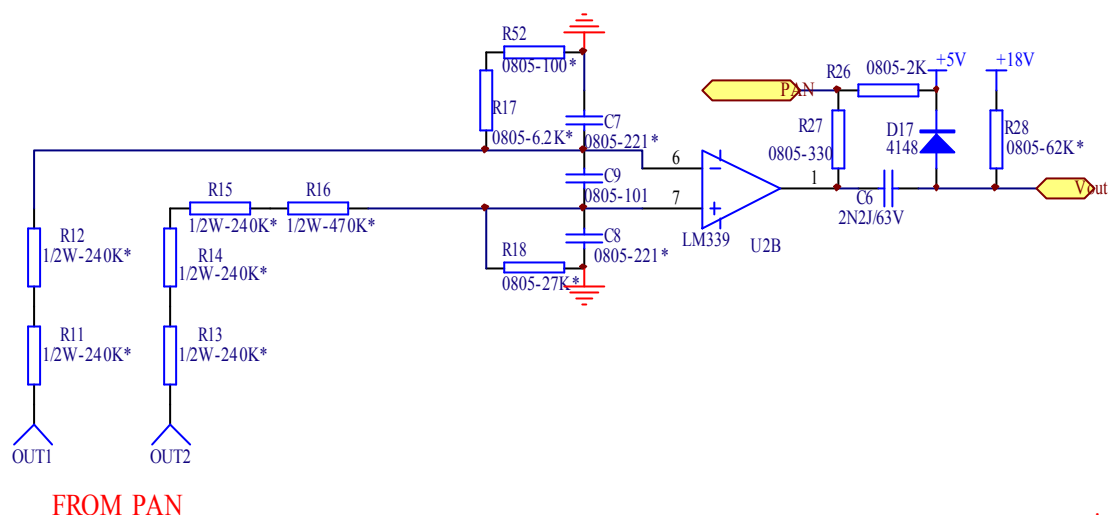 R52
0805-100*
R17
0805-6.2K*
C7
0805-221*
C9
0805-101
C8
0805-221*
R18
0805-27K*
R15
1/2W-240K*
R16
1/2W-470K*
R12
1/2W-240K*
R14
1/2W-240K*
R11
1/2W-240K*
R13
1/2W-240K*
OUT1
OUT2
FROM PAN
6
7
1
LM339
U2B
PAN
R26
0805-2K
+5V
+18V
R27
0805-330
D17
4148
R28
0805-62K*
C6
2N2J/63V
Vout